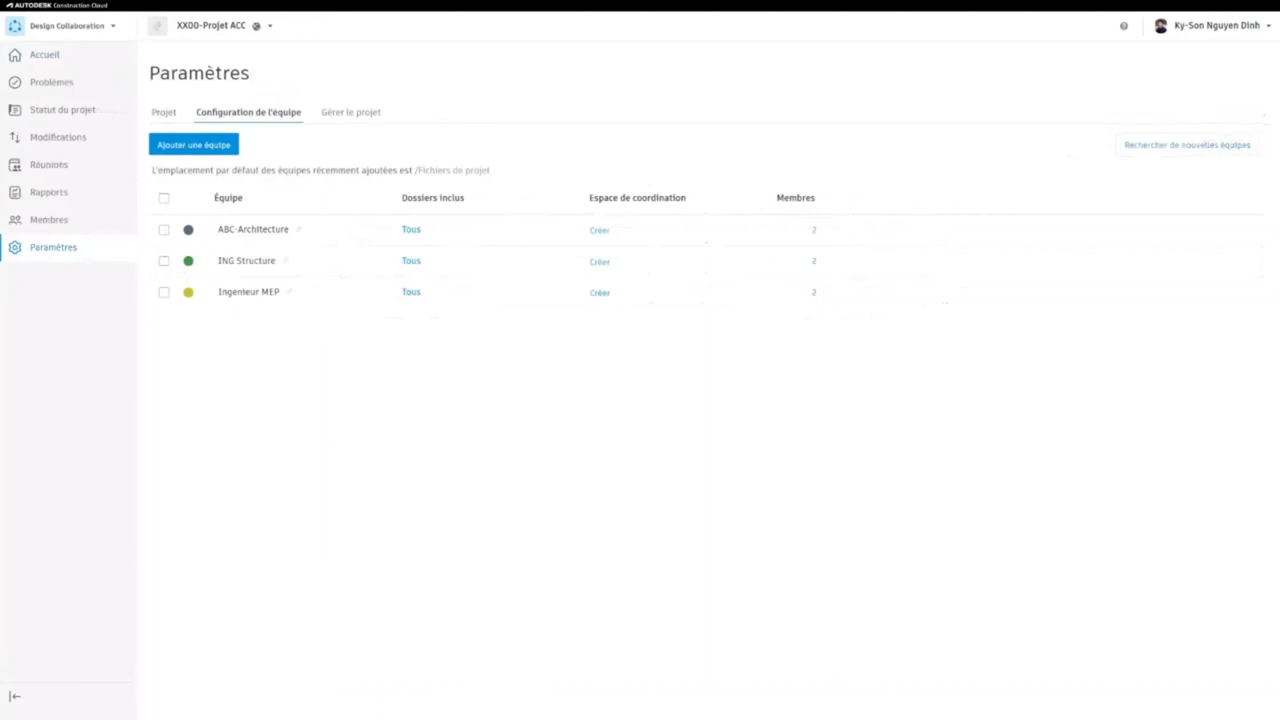 AUTODESK Construction Cloud
Design Collaboration
XX00-Projet ACC
Ky-Son Nguyen Dinh
Accueil
Problèmes
Statut du projet
Modifications
Réunions
Rapports
Membres
Paramètres
Paramètres
Projet Configuration de l'équipe Gérer le projet
Ajouter une équipe
Rechercher de nouvelles équipes
L'emplacement par défaut des équipes récemment ajoutées est /Fichiers de projet
Équipe Dossiers inclus Espace de coordination Membres
ABC-Architecture Tous Créer 2
ING Structure Tous Créer 2
Ingenieur MEP Tous Créer 2